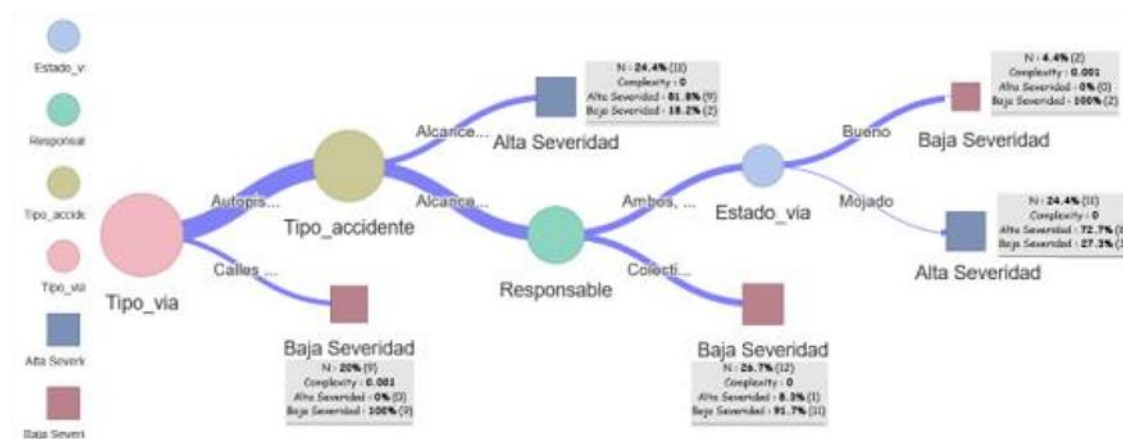 Estado_v
Responsal
Tipo_accide
Tipo_via
Alta Severi
Baja Severi
Tipo_via
Autopis...
Calles ...
Baja Severidad
N : 20% (9)
Complexity : 0.001
Alta Severidad : 0% (0)
Baja Severidad : 100% (9)
Tipo_accidente
Alcance...
Alcance...
N : 24.4% (11)
Complexity : 0
Alta Severidad : 81.8% (9)
Baja Severidad : 18.2% (2)
Alta Severidad
Responsable
Ambos, ...
Colecti...
Baja Severidad
N : 26.7% (12)
Complexity : 0
Alta Severidad : 8.3% (1)
Baja Severidad : 91.7% (11)
Estado_via
Bueno
Mojado
N : 4.4% (2)
Complexity : 0.001
Alta Severidad : 0% (0)
Baja Severidad : 100% (2)
Baja Severidad
N : 24.4% (11)
Complexity : 0
Alta Severidad : 72.7%
Baja Severidad : 27.3%
Alta Severidad